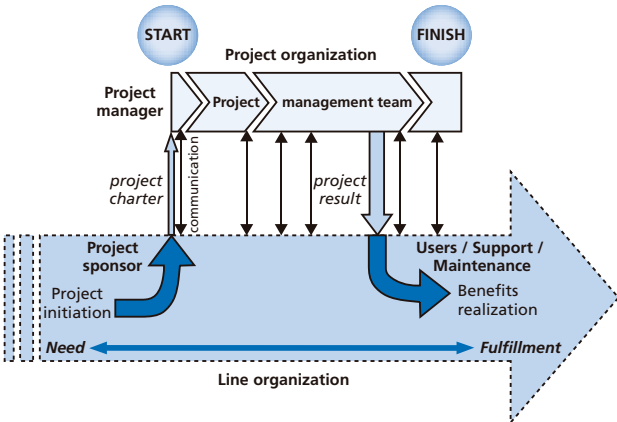 START
FINISH
Project organization
Project
manager
Project
management team
project
charter
communication
project
result
Project
sponsor
Users / Support /
Maintenance
Project
initiation
Benefits
realization
Need
Fulfillment
Line organization